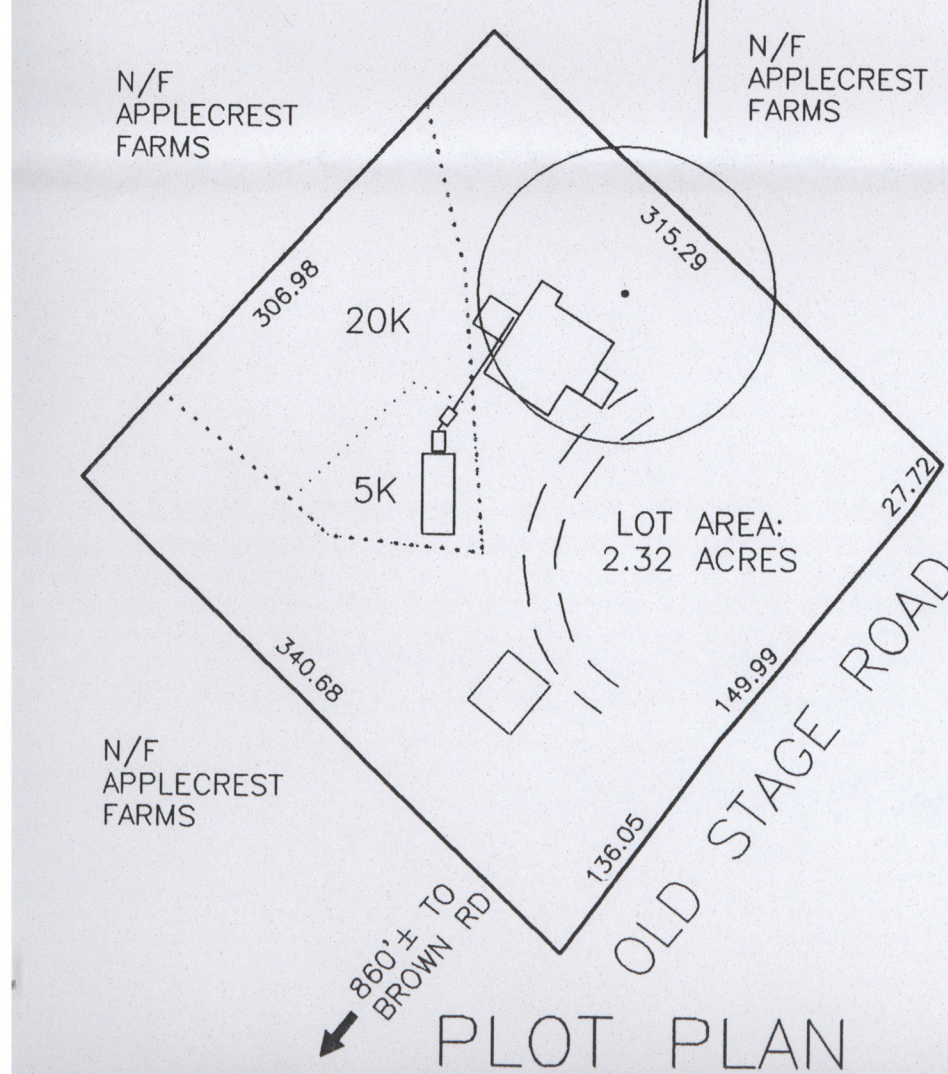 N/F
APPLECREST
FARMS
N/F
APPLECREST
FARMS
315.29
306.98
20K
5K
27.72
LOT AREA:
2.32 ACRES
340.68
149.99
N/F
APPLECREST
FARMS
136.05
OLD STAGE ROAD
860'± TO
BROWN RD
PLOT PLAN